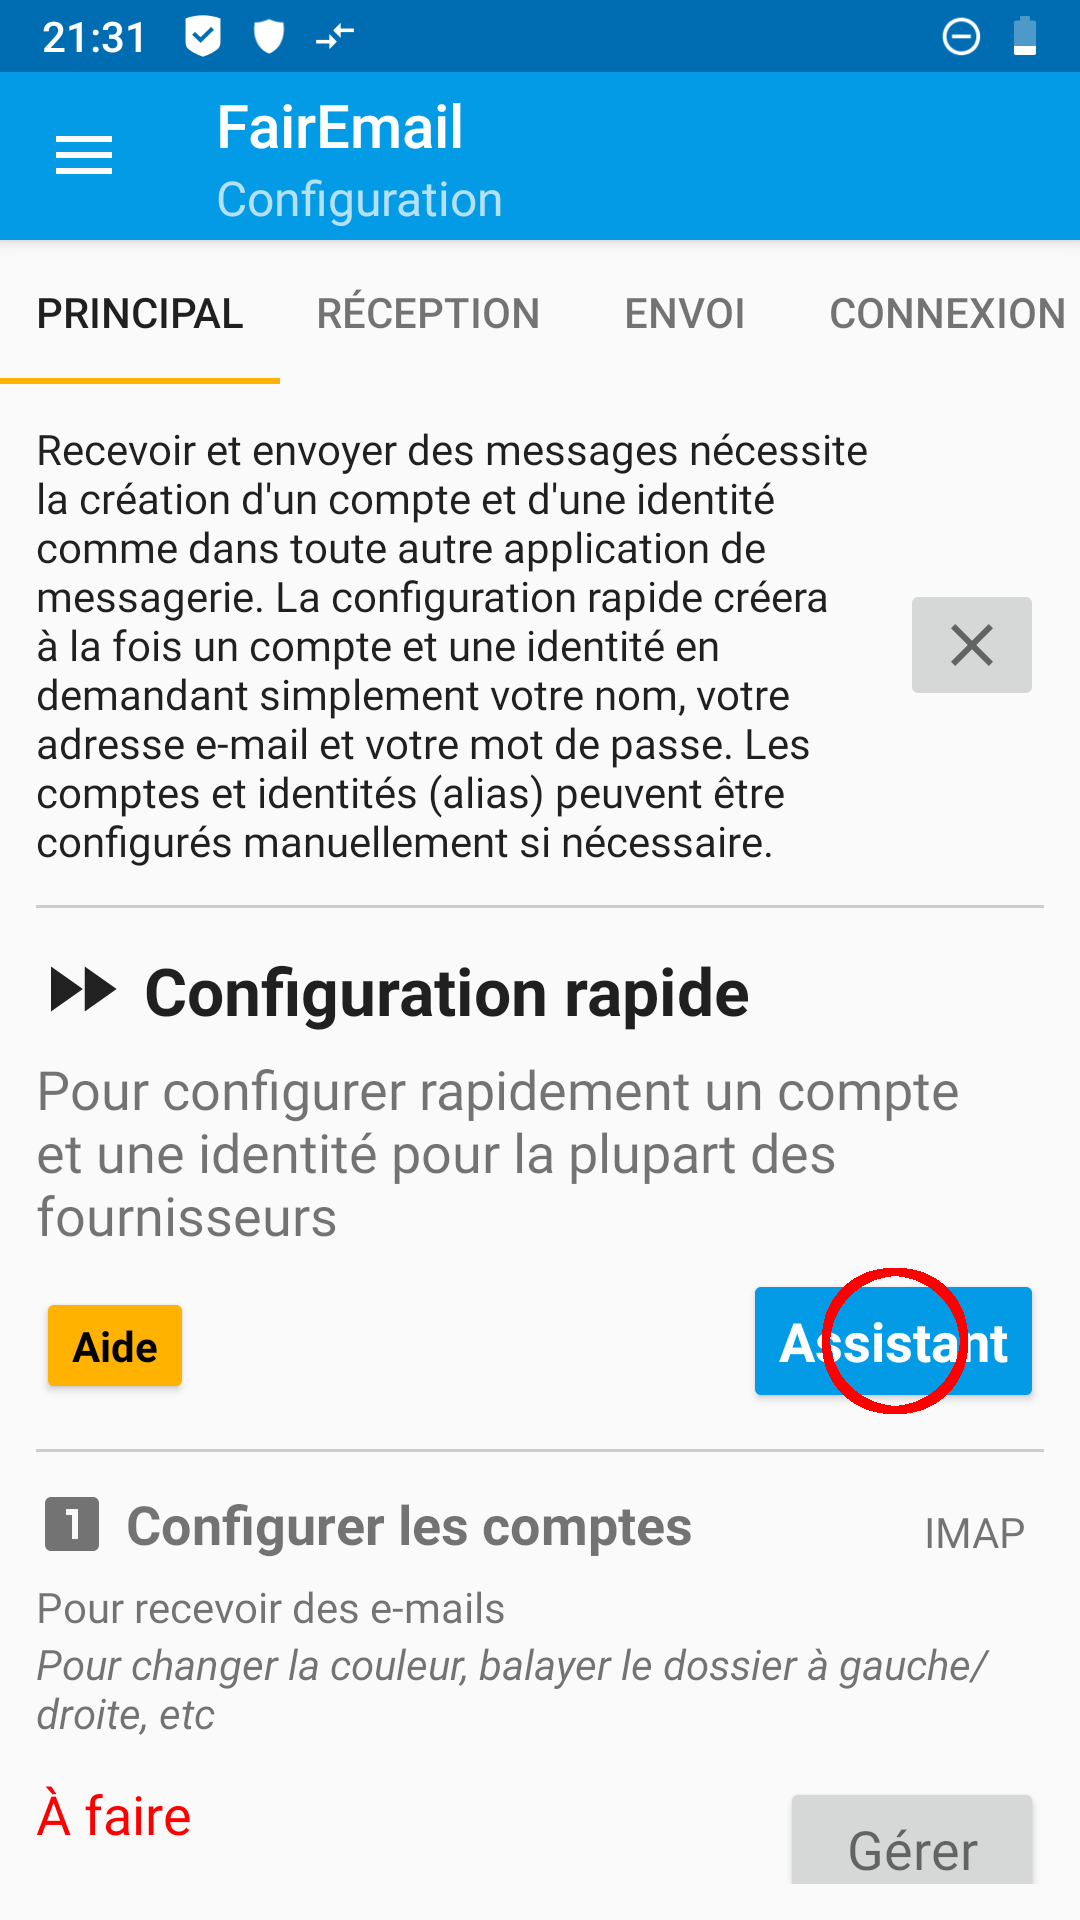 21:31
FairEmail
Configuration
PRINCIPAL RÉCEPTION ENVOI CONNEXION
Recevoir et envoyer des messages nécessite
la création d'un compte et d'une identité
comme dans toute autre application de
messagerie. La configuration rapide créera
à la fois un compte et une identité en
demandant simplement votre nom, votre
adresse e-mail et votre mot de passe. Les
comptes et identités (alias) peuvent être
configurés manuellement si nécessaire.
Configuration rapide
Pour configurer rapidement un compte
et une identité pour la plupart des
fournisseurs
Aide Assistant
1 Configurer les comptes IMAP
Pour recevoir des e-mails
Pour changer la couleur, balayer le dossier à gauche/
droite, etc
À faire
Gérer